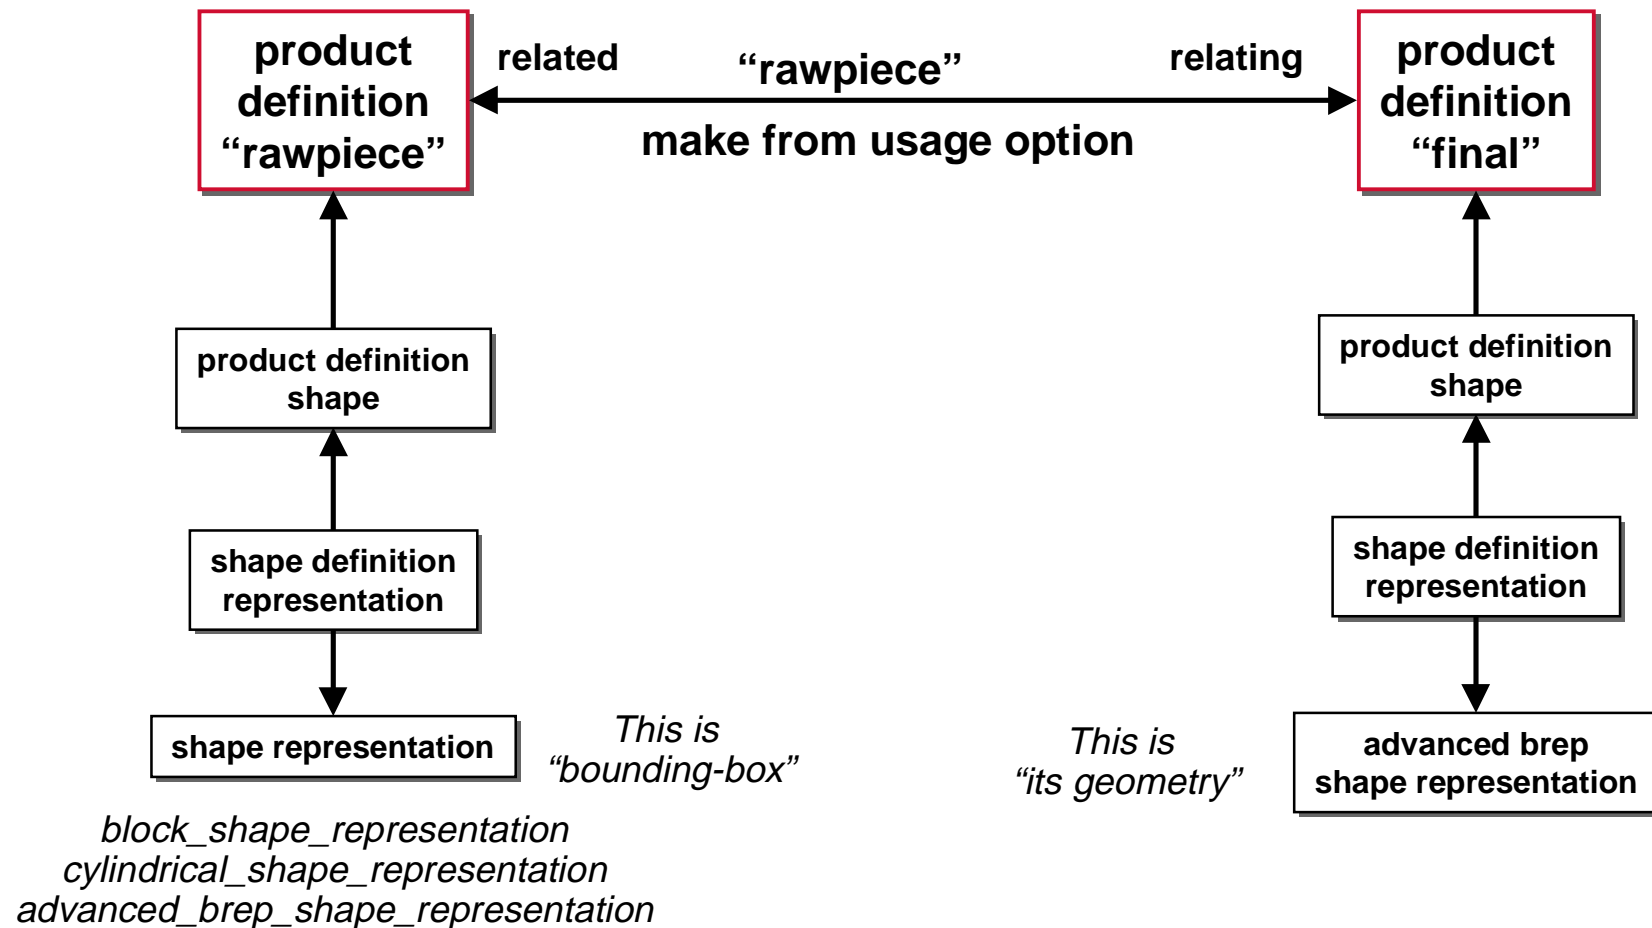 product
definition
“rawpiece”
related
“rawpiece”
relating
make from usage option
product
definition
“final”
product definition
shape
product definition
shape
shape definition
representation
shape definition
representation
shape representation
This is
“bounding-box”
This is
“its geometry”
advanced brep
shape representation
block_shape_representation
cylindrical_shape_representation
advanced_brep_shape_representation